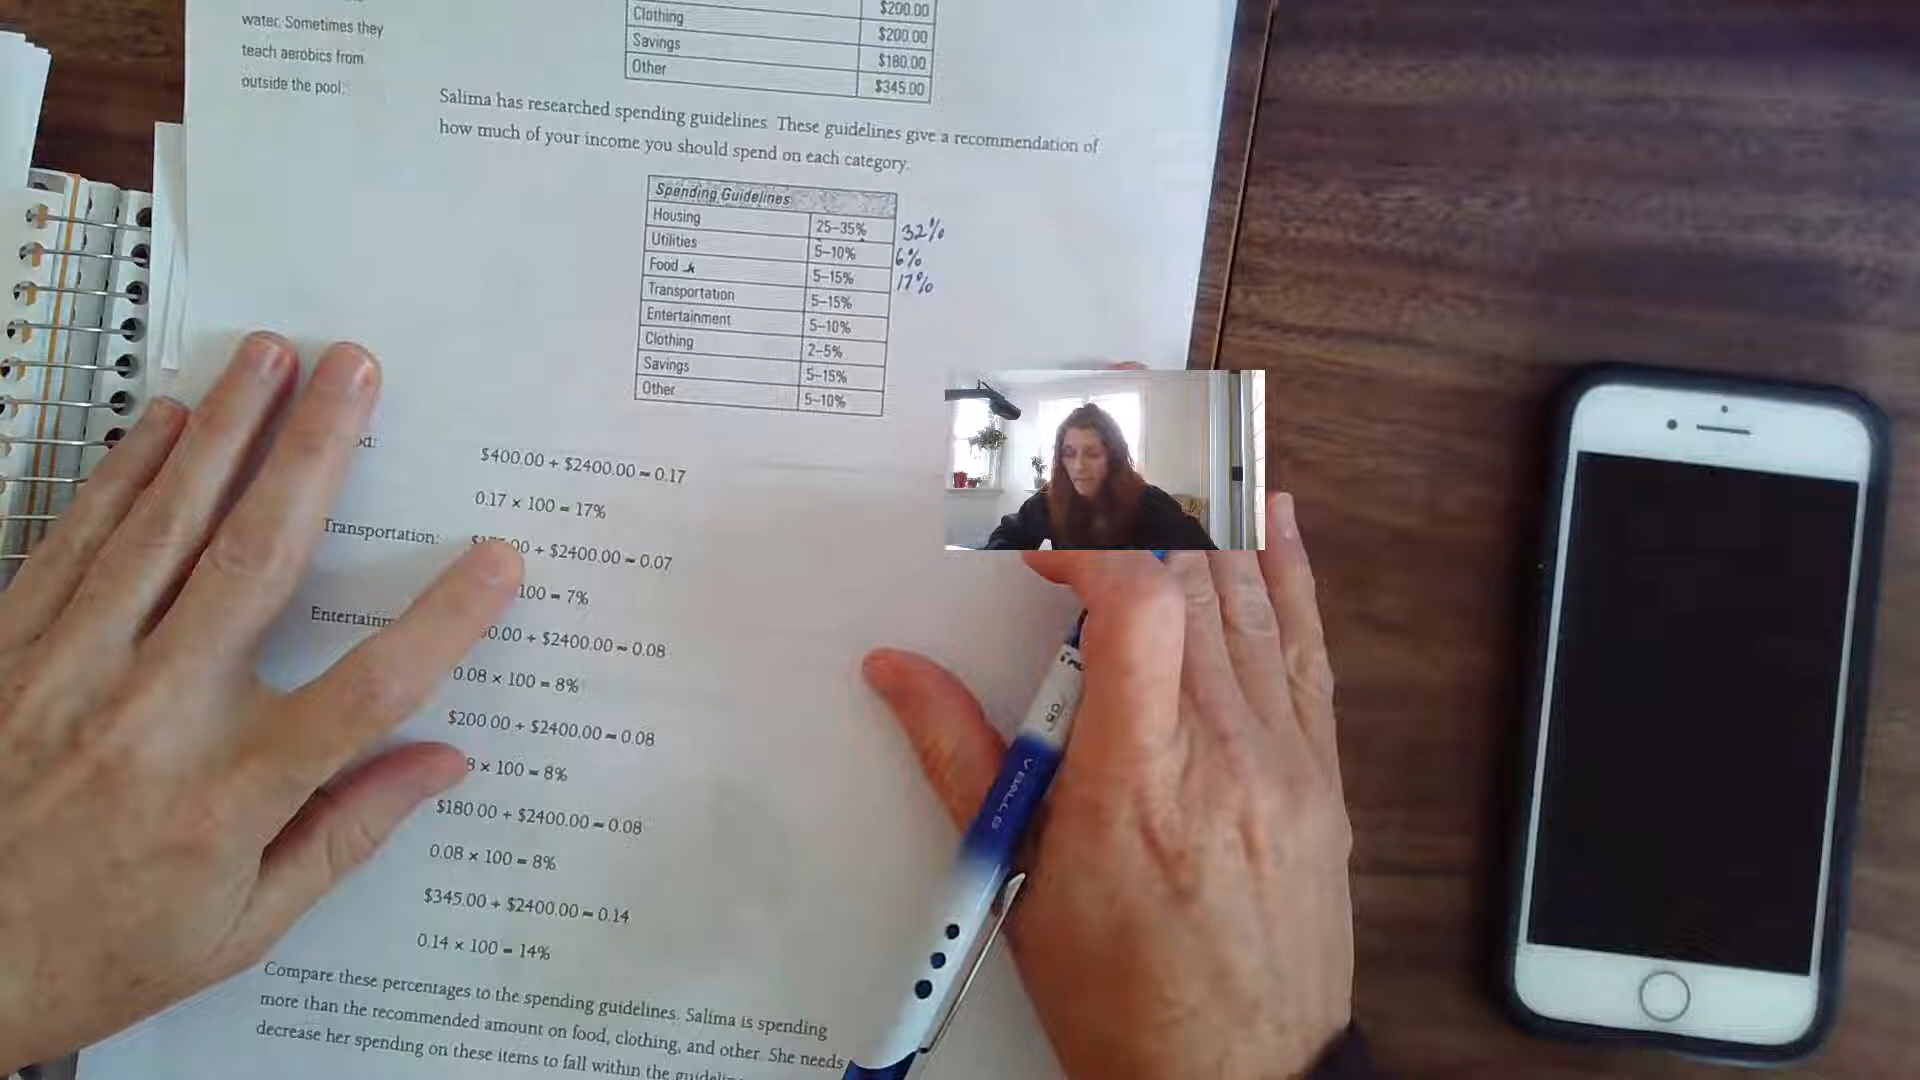 water. Sometimes they
teach aerobics from
outside the pool.
$200.00
Clothing $200.00
Savings $180.00
Other $345.00
Salima has researched spending guidelines. These guidelines give a recommendation of
how much of your income you should spend on each category.
Spending Guidelines
Housing 25–35% 32%
Utilities 5–10% 6%
Food 5–15% 17%
Transportation 5–15%
Entertainment 5–10%
Clothing 2–5%
Savings 5–15%
Other 5–10%
od:
$400.00 ÷ $2400.00 ≈ 0.17
0.17 × 100 = 17%
Transportation: 00 ÷ $2400.00 ≈ 0.07
100 = 7%
Entertainm 0.00 ÷ $2400.00 ≈ 0.08
0.08 × 100 = 8%
$200.00 ÷ $2400.00 ≈ 0.08
8 × 100 = 8%
$180.00 ÷ $2400.00 ≈ 0.08
0.08 × 100 = 8%
$345.00 ÷ $2400.00 ≈ 0.14
0.14 × 100 = 14%
Compare these percentages to the spending guidelines. Salima is spending
more than the recommended amount on food, clothing, and other. She needs
decrease her spending on these items to fall within the